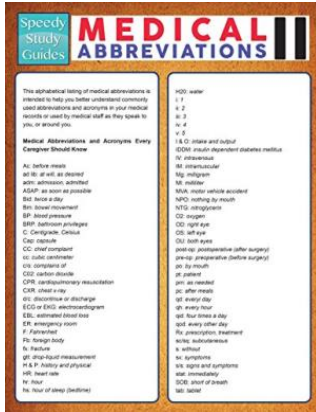 Speedy
Study
Guides
MEDICAL
ABBREVIATIONS
II
This alphabetical listing of medical abbreviations is
intended to help you better understand commonly
used abbreviations and acronyms in your medical
records or used by medical staff as they speak to
you, or around you.
Medical Abbreviations and Acronyms Every
Caregiver Should Know
Ac: before meals
ad lib: at will, as desired
adm: admission, admitted
ASAP: as soon as possible
Bid: twice a day
Bm: bowel movement
BP: blood pressure
BRP: bathroom privileges
C: Centigrade, Celsius
Cap: capsule
CC: chief complaint
cc: cubic centimeter
c/o: complains of
C02: carbon dioxide
CPR: cardiopulmonary resuscitation
CXR: chest x-ray
d/c: discontinue or discharge
ECG or EKG: electrocardiogram
EBL: estimated blood loss
ER: emergency room
F: Fahrenheit
Fb: foreign body
fx: fracture
gtt: drop-liquid measurement
H & P: history and physical
HR: heart rate
hr: hour
hs: hour of sleep (bedtime)
H20: water
i: 1
ii: 2
iii: 3
iv: 4
v: 5
I & O: intake and output
IDDM: insulin dependent diabetes mellitus
IV: intravenous
IM: intramuscular
Mg: milligram
Ml: milliliter
MVA: motor vehicle accident
NPO: nothing by mouth
NTG: nitroglycerin
O2: oxygen
OD: right eye
OS: left eye
OU: both eyes
post-op: postoperative (after surgery)
pre-op: preoperative (before surgery)
po: by mouth
pt: patient
prn: as needed
pc: after meals
qd: every day
qh: every hour
qid: four times a day
qod: every other day
Rx: prescription, treatment
sc/sq: subcutaneous
s: without
sx: symptoms
s/s: signs and symptoms
stat: immediately
SOB: short of breath
tab: tablet